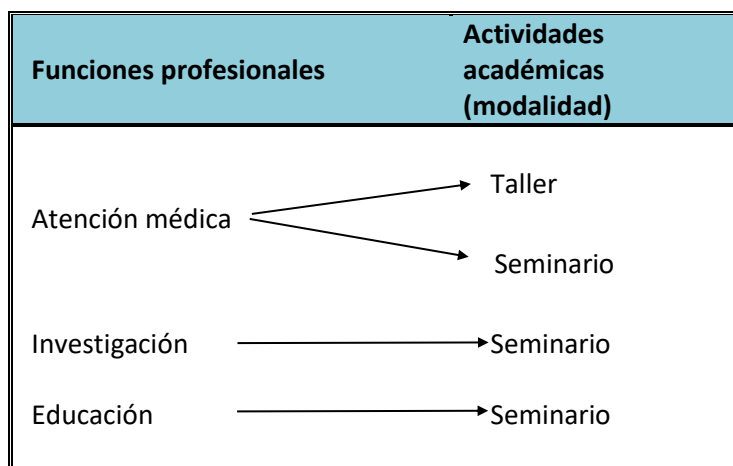 Funciones profesionales
Actividades
académicas
(modalidad)
Taller
Atención médica
Seminario
Investigación
Seminario
Educación
Seminario